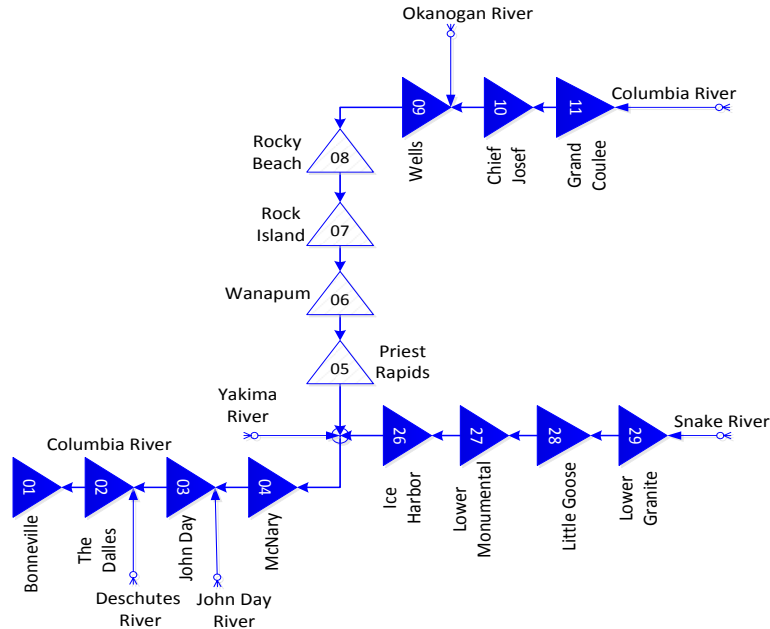 Okanogan River
Columbia River
09
10
11
Wells
Chief
Josef
Grand
Coulee
Rocky
Beach
08
Rock
Island
07
Wanapum
06
Priest
Rapids
05
Yakima
River
Snake River
26
27
28
29
Ice
Harbor
Lower
Monumental
Little Goose
Lower
Granite
Columbia River
01
02
03
04
Bonneville
The
Dalles
John Day
McNary
Deschutes
River
John Day
River